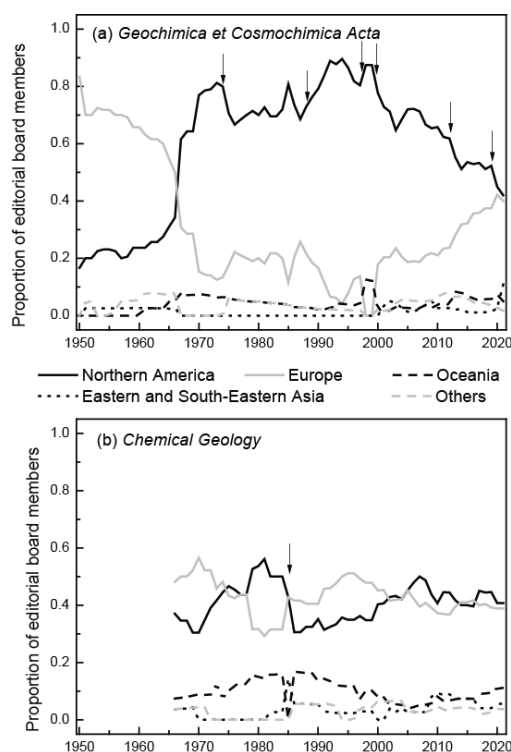 (a) Geochimica et Cosmochimica Acta
Proportion of editorial board members
1.0
0.8
0.6
0.4
0.2
0.0
1950 1960 1970 1980 1990 2000 2010 2020
Northern America Europe Oceania
Eastern and South-Eastern Asia Others
(b) Chemical Geology
Proportion of editorial board members
1.0
0.8
0.6
0.4
0.2
0.0
1950 1960 1970 1980 1990 2000 2010 2020